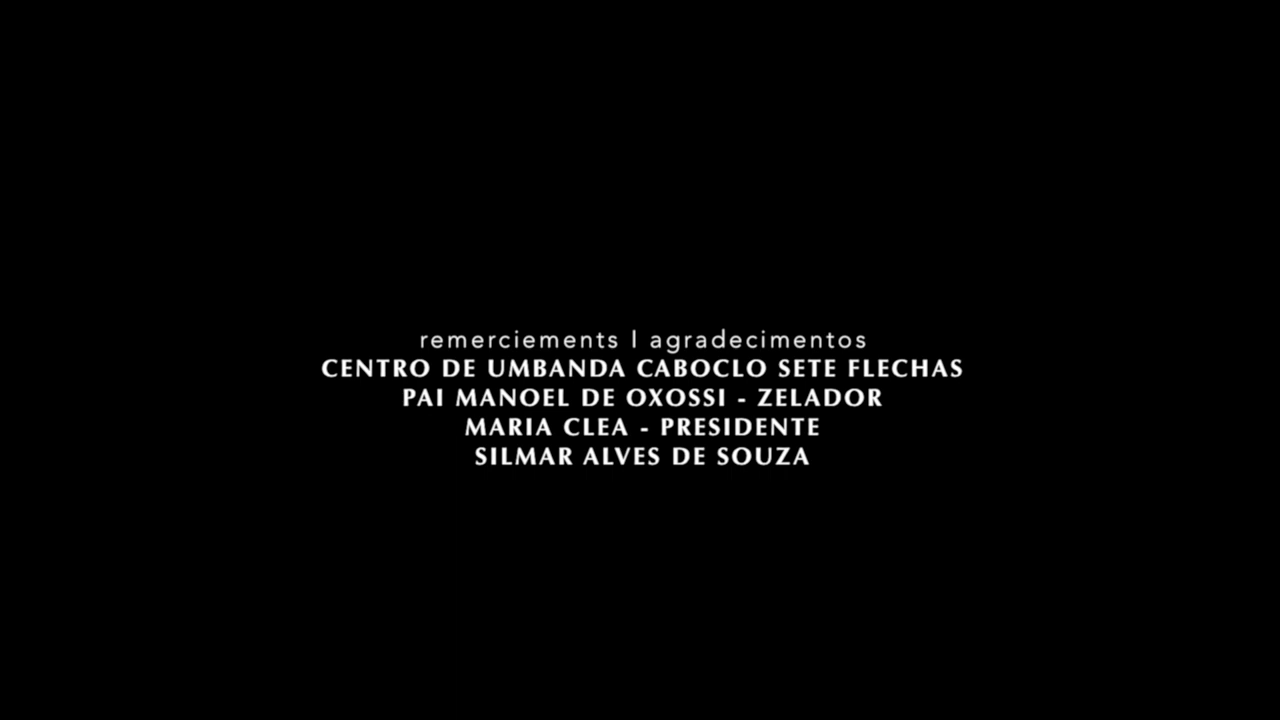 remerciements | agradecimentos
CENTRO DE UMBANDA CABOCLO SETE FLECHAS
PAI MANOEL DE OXOSSI - ZELADOR
MARIA CLEA - PRESIDENTE
SILMAR ALVES DE SOUZA